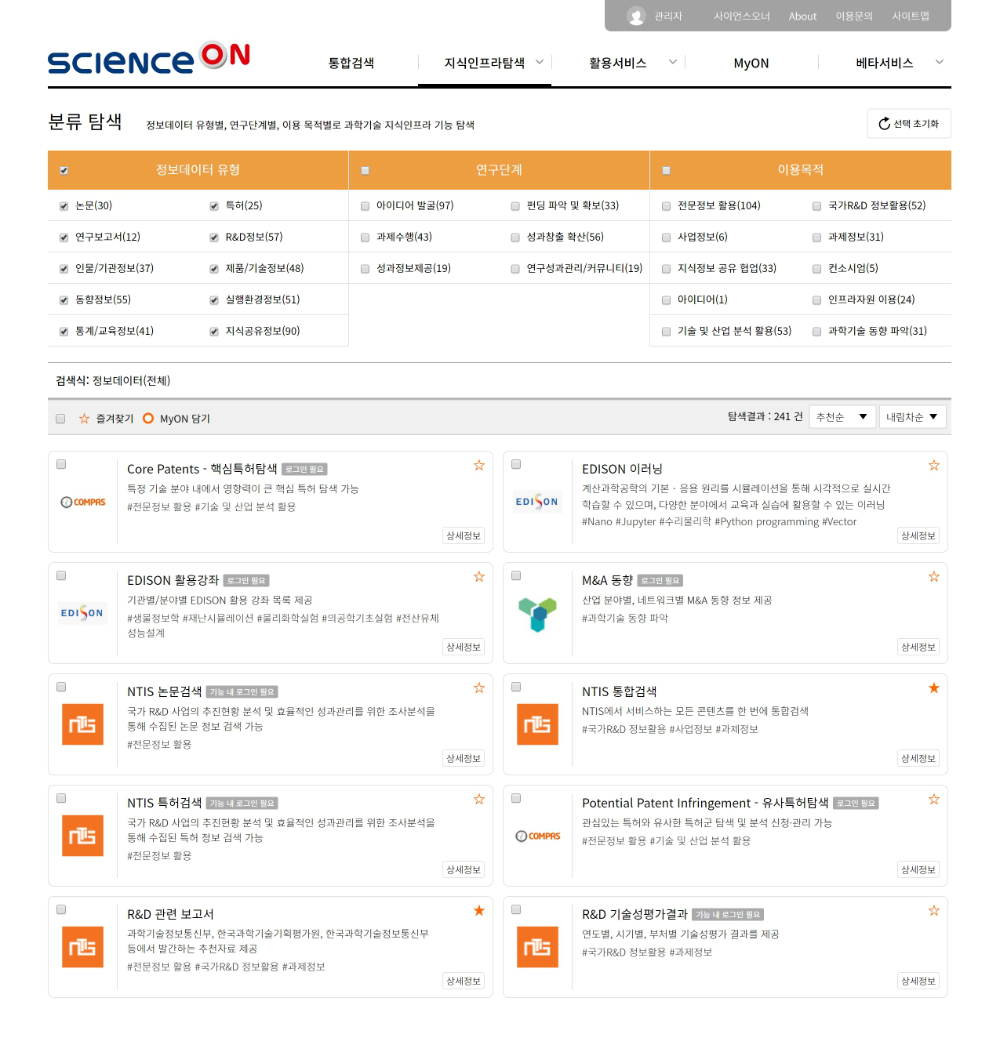 관리자 사이언스오너 About 이용문의 사이트맵
SCIENCE ON
통합검색 지식인프라탐색 활용서비스 MyON 베타서비스
분류 탐색 정보데이터 유형별, 연구단계별, 이용 목적별로 과학기술 지식인프라 기능 탐색 선택 초기화
정보데이터 유형 연구단계 이용목적
논문(30) 특허(25) 아이디어 발굴(97) 펀딩 파악 및 확보(33) 전문정보 활용(104) 국가R&D 정보활용(52)
연구보고서(12) R&D정보(57) 과제수행(43) 성과창출 확산(56) 사업정보(6) 과제정보(31)
인물/기관정보(37) 제품/기술정보(48) 성과정보제공(19) 연구성과관리/커뮤니티(19) 지식정보 공유 협업(33) 컨소시엄(5)
동향정보(55) 실행환경정보(51) 아이디어(1) 인프라자원 이용(24)
통계/교육정보(41) 지식공유정보(90) 기술 및 산업 분석 활용(53) 과학기술 동향 파악(31)
검색식: 정보데이터(전체)
즐겨찾기 MyON 담기 탐색결과 : 241 건 추천순 ▼ 내림차순 ▼
Core Patents - 핵심특허탐색 로그인 필요
COMPAS
특정 기술 분야 내에서 영향력이 큰 핵심 특허 탐색 가능
#전문정보 활용 #기술 및 산업 분석 활용
상세정보
EDISON 이러닝
EDISON
계산과학공학의 기본 · 응용 원리를 시뮬레이션을 통해 시각적으로 실시간
학습할 수 있으며, 다양한 분야에서 교육과 실습에 활용할 수 있는 이러닝
#Nano #Jupyter #수리물리학 #Python programming #Vector
상세정보
EDISON 활용강좌 로그인 필요
EDISON
기관별/분야별 EDISON 활용 강좌 목록 제공
#생물정보학 #재난시뮬레이션 #물리화학실험 #의공학기초실험 #전산유체
성능설계
상세정보
M&A 동향 로그인 필요
산업 분야별, 네트워크별 M&A 동향 정보 제공
#과학기술 동향 파악
상세정보
NTIS 논문검색 기능 내 로그인 필요
NTIS
국가 R&D 사업의 추진현황 분석 및 효율적인 성과관리를 위한 조사분석을
통해 수집된 논문 정보 검색 가능
#전문정보 활용
상세정보
NTIS 통합검색
NTIS
NTIS에서 서비스하는 모든 콘텐츠를 한 번에 통합검색
#국가R&D 정보활용 #사업정보 #과제정보
상세정보
NTIS 특허검색 기능 내 로그인 필요
NTIS
국가 R&D 사업의 추진현황 분석 및 효율적인 성과관리를 위한 조사분석을
통해 수집된 특허 정보 검색 가능
#전문정보 활용
상세정보
Potential Patent Infringement - 유사특허탐색 로그인 필요
COMPAS
관심있는 특허와 유사한 특허군 탐색 및 분석 신청·관리 가능
#전문정보 활용 #기술 및 산업 분석 활용
상세정보
R&D 관련 보고서
NTIS
과학기술정보통신부, 한국과학기술기획평가원, 한국과학기술정보통신부
등에서 발간하는 추천자료 제공
#전문정보 활용 #국가R&D 정보활용 #과제정보
상세정보
R&D 기술성평가결과 기능 내 로그인 필요
NTIS
연도별, 시기별, 부처별 기술성평가 결과를 제공
#국가R&D 정보활용 #과제정보
상세정보